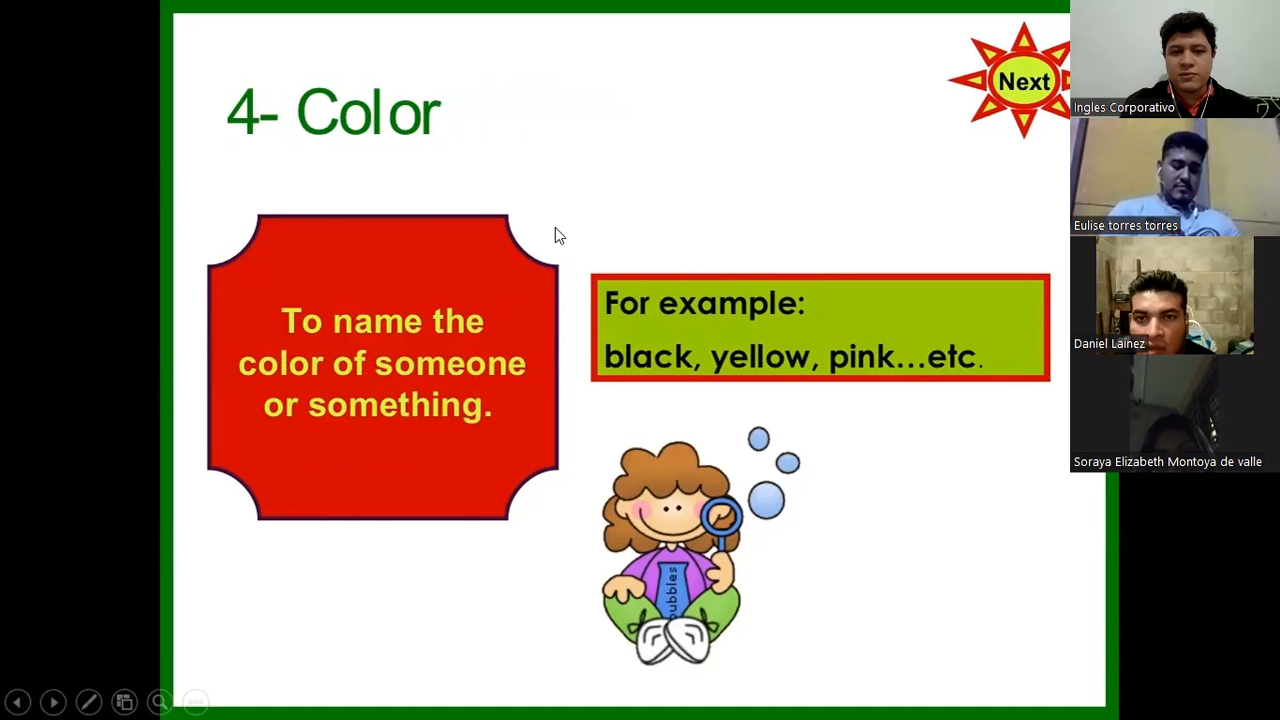 4- Color
Next
To name the
color of someone
or something.
For example:
black, yellow, pink...etc.
bubbles
Ingles Corporativo
Eulise torres torres
Daniel Láinez
Soraya Elizabeth Montoya de valle